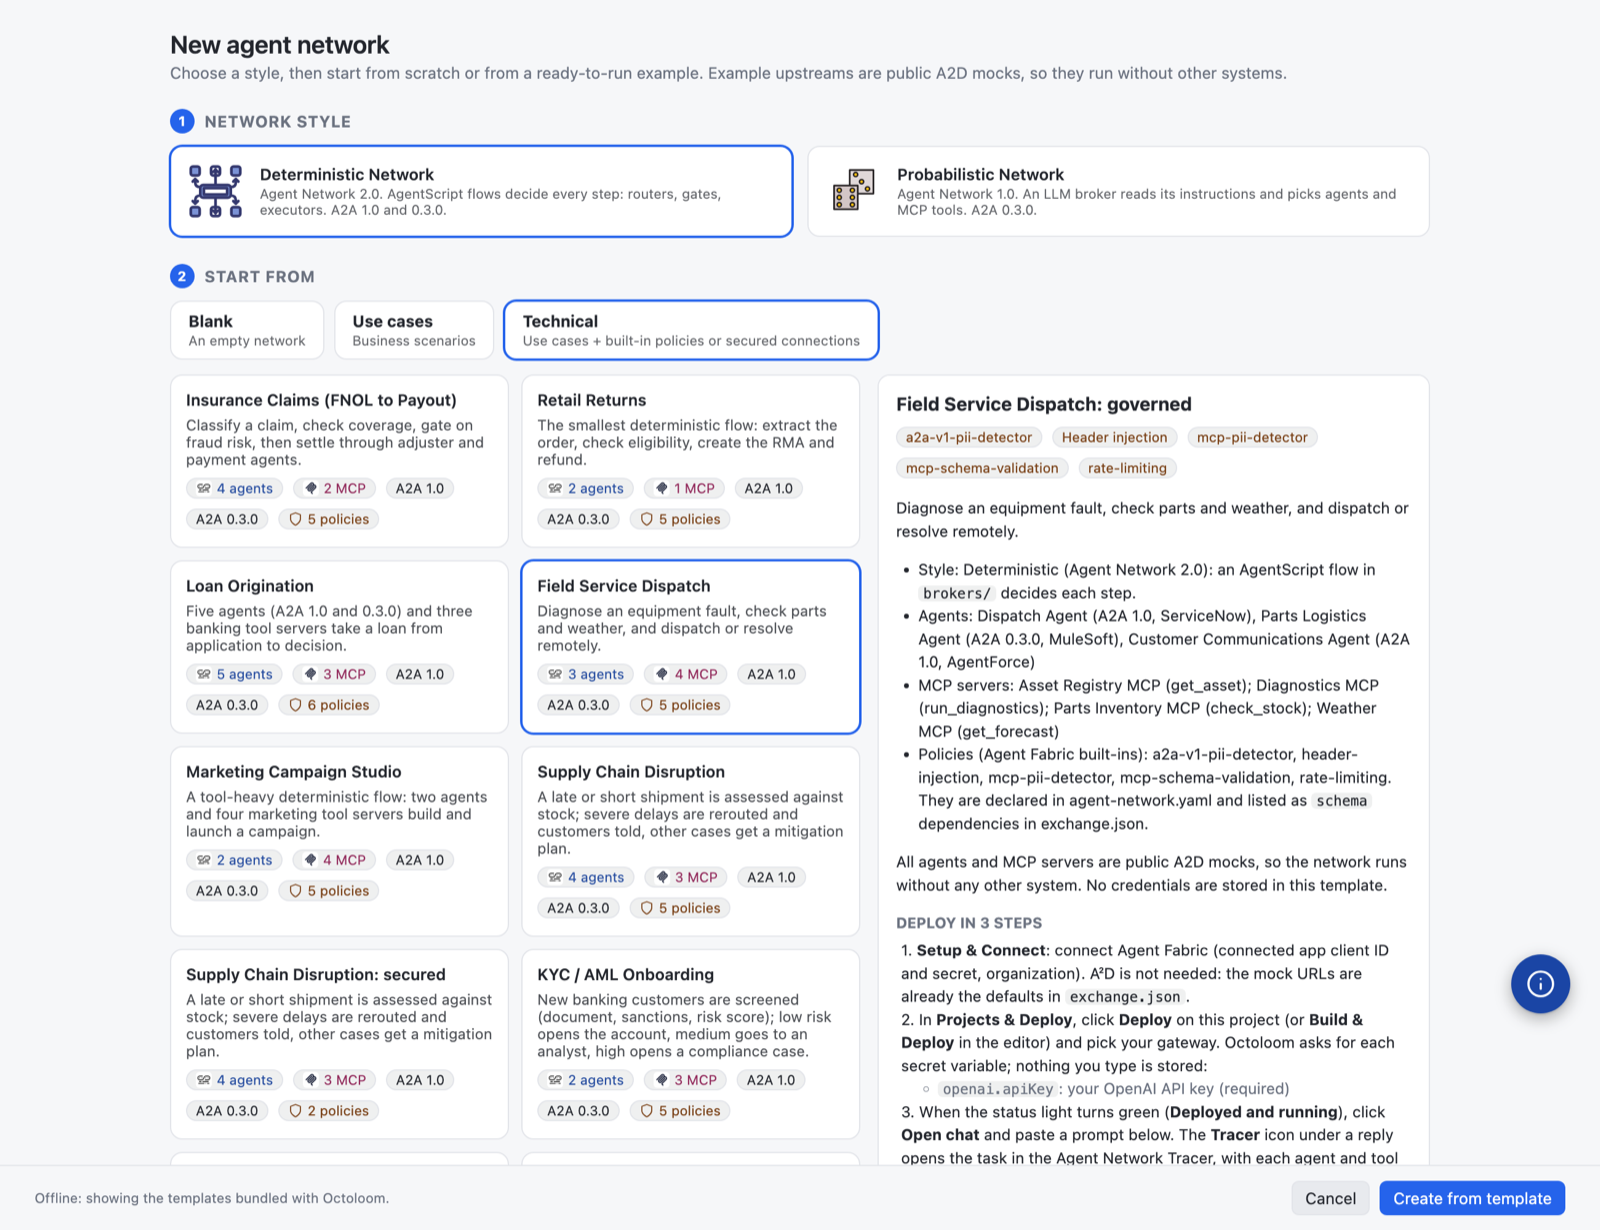 New agent network
Choose a style, then start from scratch or from a ready-to-run example. Example upstreams are public A2D mocks, so they run without other systems.
1 NETWORK STYLE
Deterministic Network
Agent Network 2.0. AgentScript flows decide every step: routers, gates,
executors. A2A 1.0 and 0.3.0.
Probabilistic Network
Agent Network 1.0. An LLM broker reads its instructions and picks agents and
MCP tools. A2A 0.3.0.
2 START FROM
Blank
An empty network
Use cases
Business scenarios
Technical
Use cases + built-in policies or secured connections
Insurance Claims (FNOL to Payout)
Classify a claim, check coverage, gate on
fraud risk, then settle through adjuster and
payment agents.
4 agents 2 MCP A2A 1.0
A2A 0.3.0 5 policies
Retail Returns
The smallest deterministic flow: extract the
order, check eligibility, create the RMA and
refund.
2 agents 1 MCP A2A 1.0
A2A 0.3.0 5 policies
Loan Origination
Five agents (A2A 1.0 and 0.3.0) and three
banking tool servers take a loan from
application to decision.
5 agents 3 MCP A2A 1.0
A2A 0.3.0 6 policies
Field Service Dispatch
Diagnose an equipment fault, check parts
and weather, and dispatch or resolve
remotely.
3 agents 4 MCP A2A 1.0
A2A 0.3.0 5 policies
Marketing Campaign Studio
A tool-heavy deterministic flow: two agents
and four marketing tool servers build and
launch a campaign.
2 agents 4 MCP A2A 1.0
A2A 0.3.0 5 policies
Supply Chain Disruption
A late or short shipment is assessed against
stock; severe delays are rerouted and
customers told, other cases get a mitigation
plan.
4 agents 3 MCP A2A 1.0
A2A 0.3.0 5 policies
Supply Chain Disruption: secured
A late or short shipment is assessed against
stock; severe delays are rerouted and
customers told, other cases get a mitigation
plan.
4 agents 3 MCP A2A 1.0
A2A 0.3.0 2 policies
KYC / AML Onboarding
New banking customers are screened
(document, sanctions, risk score); low risk
opens the account, medium goes to an
analyst, high opens a compliance case.
2 agents 3 MCP A2A 1.0
A2A 0.3.0 5 policies
Field Service Dispatch: governed
a2a-v1-pii-detector Header injection mcp-pii-detector
mcp-schema-validation rate-limiting
Diagnose an equipment fault, check parts and weather, and dispatch or
resolve remotely.
• Style: Deterministic (Agent Network 2.0): an AgentScript flow in
brokers/ decides each step.
• Agents: Dispatch Agent (A2A 1.0, ServiceNow), Parts Logistics
Agent (A2A 0.3.0, MuleSoft), Customer Communications Agent (A2A
1.0, AgentForce)
• MCP servers: Asset Registry MCP (get_asset); Diagnostics MCP
(run_diagnostics); Parts Inventory MCP (check_stock); Weather
MCP (get_forecast)
• Policies (Agent Fabric built-ins): a2a-v1-pii-detector, header-
injection, mcp-pii-detector, mcp-schema-validation, rate-limiting.
They are declared in agent-network.yaml and listed as schema
dependencies in exchange.json.
All agents and MCP servers are public A2D mocks, so the network runs
without any other system. No credentials are stored in this template.
DEPLOY IN 3 STEPS
1. Setup & Connect: connect Agent Fabric (connected app client ID
and secret, organization). A²D is not needed: the mock URLs are
already the defaults in exchange.json.
2. In Projects & Deploy, click Deploy on this project (or Build &
Deploy in the editor) and pick your gateway. Octoloom asks for each
secret variable; nothing you type is stored:
◦ openai.apiKey: your OpenAI API key (required)
3. When the status light turns green (Deployed and running), click
Open chat and paste a prompt below. The Tracer icon under a reply
opens the task in the Agent Network Tracer, with each agent and tool
Offline: showing the templates bundled with Octoloom.
Cancel
Create from template